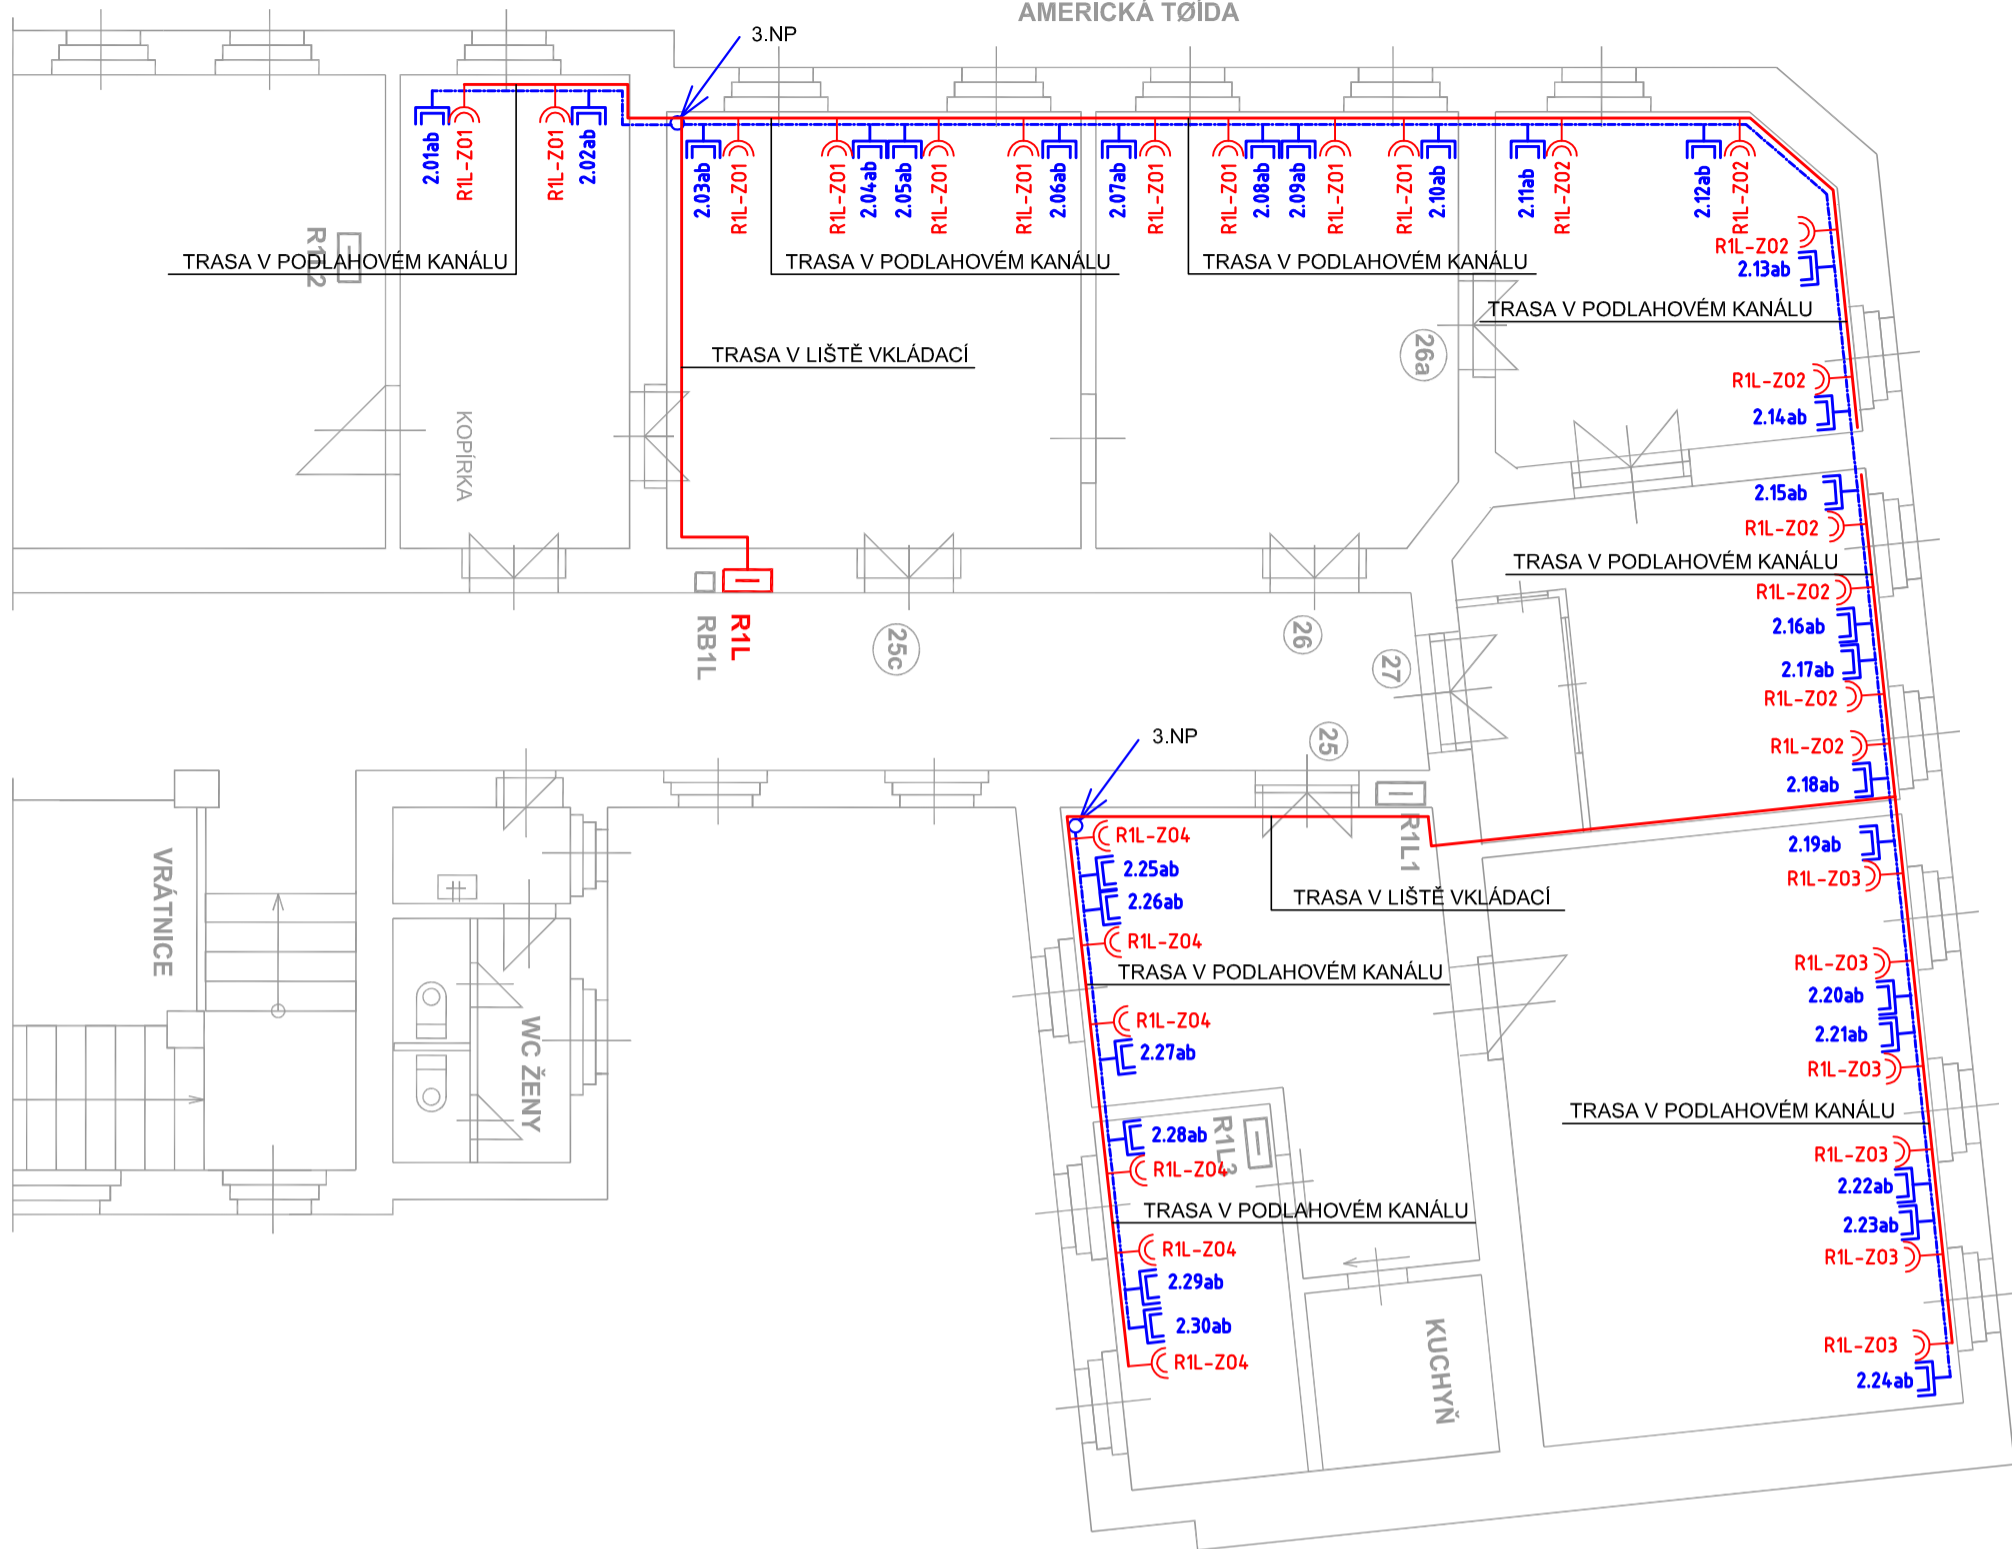 AMERICKÁ TØÍDA
3.NP
2.01ab
R1L-Z01
R1L-Z01
2.02ab
2.03ab
R1L-Z01
R1L-Z01
2.04ab
2.05ab
R1L-Z01
R1L-Z01
2.06ab
2.07ab
R1L-Z01
R1L-Z01
2.08ab
2.09ab
R1L-Z01
R1L-Z01
2.10ab
2.11ab
R1L-Z02
2.12ab
R1L-Z02
R1L-Z02
2.13ab
R1L2
TRASA V PODLAHOVÉM KANÁLU
TRASA V PODLAHOVÉM KANÁLU
TRASA V PODLAHOVÉM KANÁLU
TRASA V PODLAHOVÉM KANÁLU
TRASA V LIŠTĚ VKLÁDACÍ
26a
R1L-Z02
2.14ab
KOPÍRKA
2.15ab
R1L-Z02
TRASA V PODLAHOVÉM KANÁLU
R1L-Z02
2.16ab
2.17ab
R1L-Z02
R1L-Z02
2.18ab
RB1L
R1L
25c
26
27
25
3.NP
R1L1
R1L-Z04
2.25ab
2.26ab
R1L-Z04
TRASA V LIŠTĚ VKLÁDACÍ
2.19ab
R1L-Z03
VRÁTNICE
TRASA V PODLAHOVÉM KANÁLU
R1L-Z03
2.20ab
2.21ab
R1L-Z03
R1L-Z04
2.27ab
WC ŽENY
TRASA V PODLAHOVÉM KANÁLU
2.28ab
R1L-Z04
R1L3
R1L-Z03
2.22ab
2.23ab
R1L-Z03
TRASA V PODLAHOVÉM KANÁLU
R1L-Z04
2.29ab
2.30ab
R1L-Z04
KUCHYŇ
R1L-Z03
2.24ab